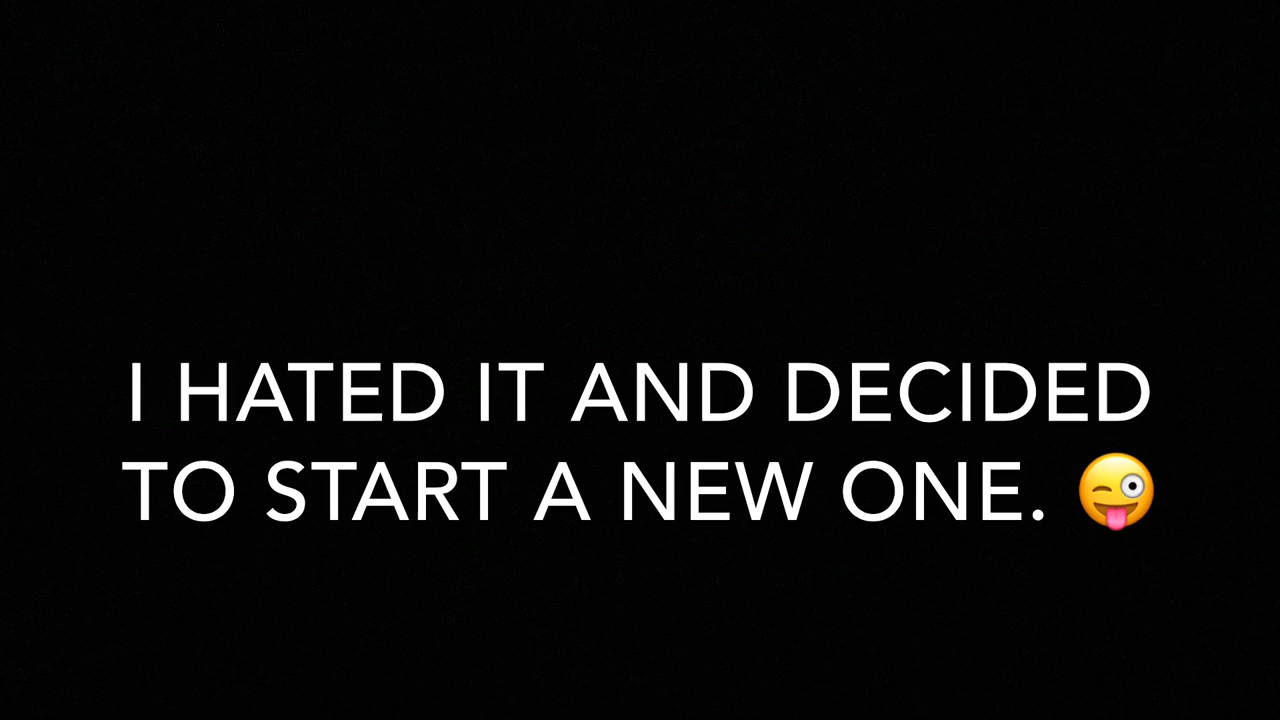 I HATED IT AND DECIDED
TO START A NEW ONE. 😜